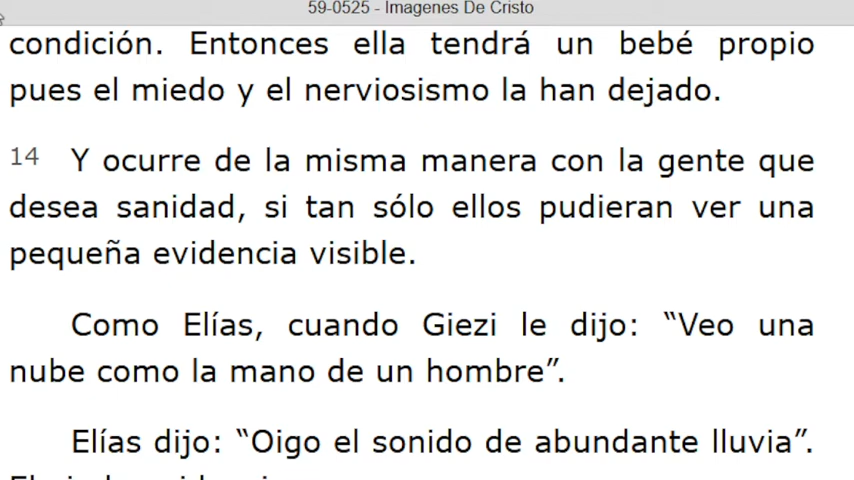 59-0525 - Imagenes De Cristo
condición. Entonces ella tendrá un bebé propio
pues el miedo y el nerviosismo la han dejado.
14 Y ocurre de la misma manera con la gente que
desea sanidad, si tan sólo ellos pudieran ver una
pequeña evidencia visible.
Como Elías, cuando Giezi le dijo: “Veo una
nube como la mano de un hombre”.
Elías dijo: “Oigo el sonido de abundante lluvia”.